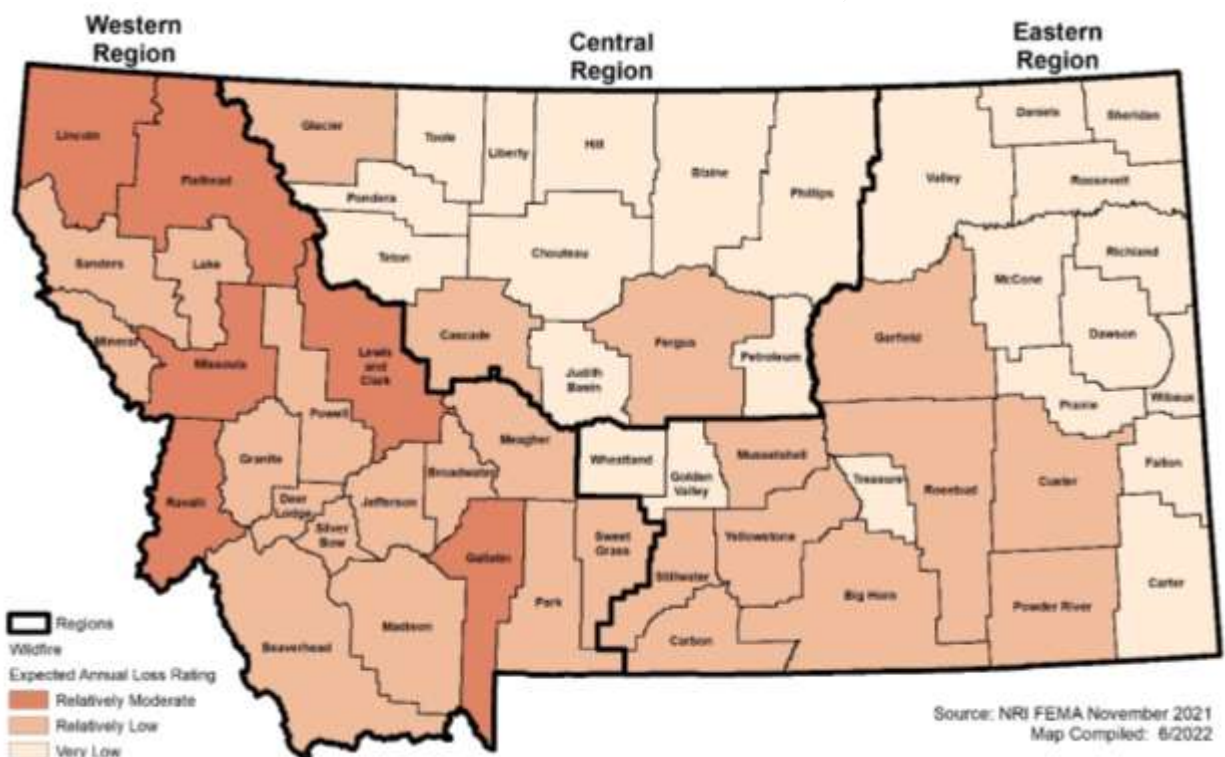 Western
Region
Central
Region
Eastern
Region
Lincoln
Flathead
Glacier
Toole
Liberty
Hill
Blaine
Phillips
Valley
Daniels
Sheridan
Roosevelt
Pondera
Teton
Chouteau
Sanders
Lake
McCone
Richland
Mineral
Missoula
Lewis
and
Clark
Cascade
Judith
Basin
Fergus
Petroleum
Garfield
Dawson
Prairie
Wibaux
Powell
Granite
Meagher
Broadwater
Wheatland
Golden
Valley
Musselshell
Treasure
Rosebud
Custer
Fallon
Ravalli
Deer
Lodge
Silver
Bow
Jefferson
Gallatin
Sweet
Grass
Stillwater
Yellowstone
Big Horn
Powder River
Carter
Beaverhead
Madison
Park
Carbon
Regions
Wildfire
Expected Annual Loss Rating
Relatively Moderate
Relatively Low
Very Low
Source: NRI FEMA November 2021
Map Compiled: 6/2022